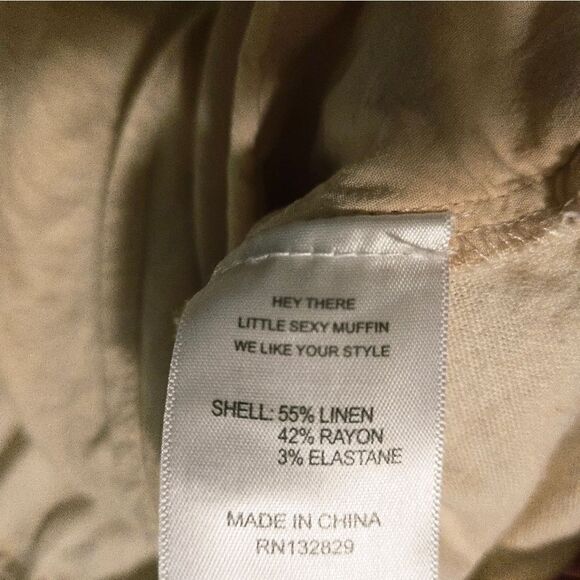 HEY THERE
LITTLE SEXY MUFFIN
WE LIKE YOUR STYLE
SHELL: 55% LINEN
42% RAYON
3% ELASTANE
MADE IN CHINA
RN132829